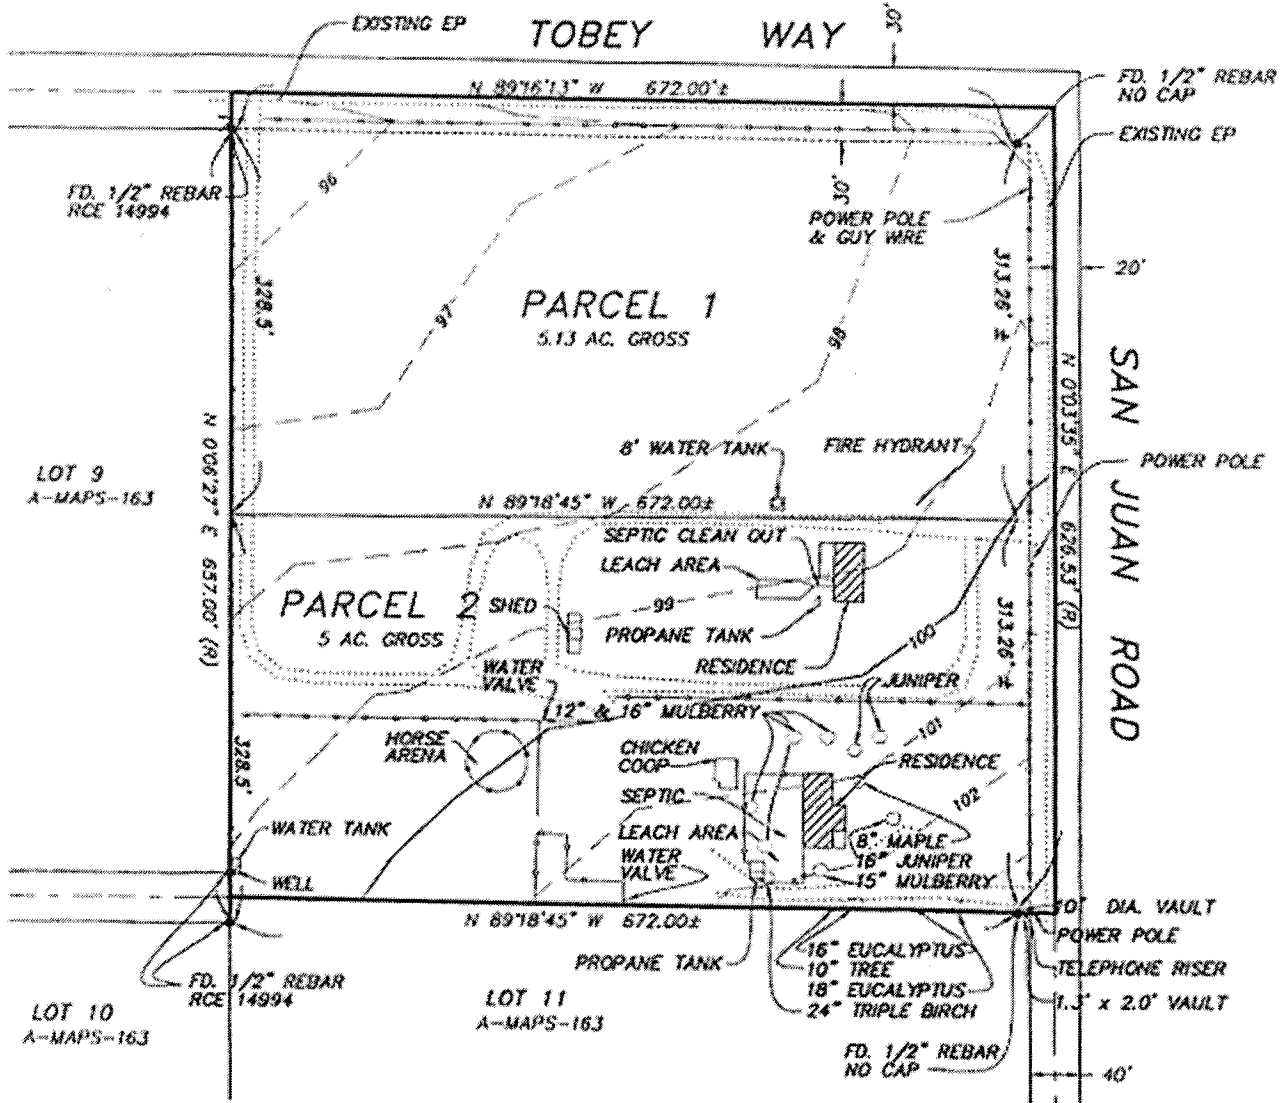 EXISTING EP
TOBEY WAY
30'
N 89°16'13" W 672.00'±
FD. 1/2" REBAR
NO CAP
EXISTING EP
FD. 1/2" REBAR
RCE 14994
96
30'
POWER POLE
& GUY WIRE
313.26' ±
20'
328.5'
97
PARCEL 1
5.13 AC. GROSS
98
SAN JUAN ROAD
N 0°03'35" E 626.53' (R)
N 0°06'27" E 657.00' (R)
LOT 9
A-MAPS-163
8' WATER TANK
FIRE HYDRANT
POWER POLE
N 89°18'45" W 672.00±
SEPTIC CLEAN OUT
LEACH AREA
PARCEL 2
5 AC. GROSS
SHED
99
PROPANE TANK
RESIDENCE
100
313.26' ±
WATER
VALVE
JUNIPER
12" & 16" MULBERRY
101
HORSE
ARENA
CHICKEN
COOP
RESIDENCE
328.5'
SEPTIC
102
WATER TANK
LEACH AREA
8" MAPLE
WATER
VALVE
16" JUNIPER
15" MULBERRY
WELL
N 89°18'45" W 672.00±
10" DIA. VAULT
POWER POLE
PROPANE TANK
16" EUCALYPTUS
10" TREE
18" EUCALYPTUS
24" TRIPLE BIRCH
TELEPHONE RISER
1.3' x 2.0' VAULT
FD. 1/2" REBAR
RCE 14994
LOT 10
A-MAPS-163
LOT 11
A-MAPS-163
FD. 1/2" REBAR
NO CAP
40'